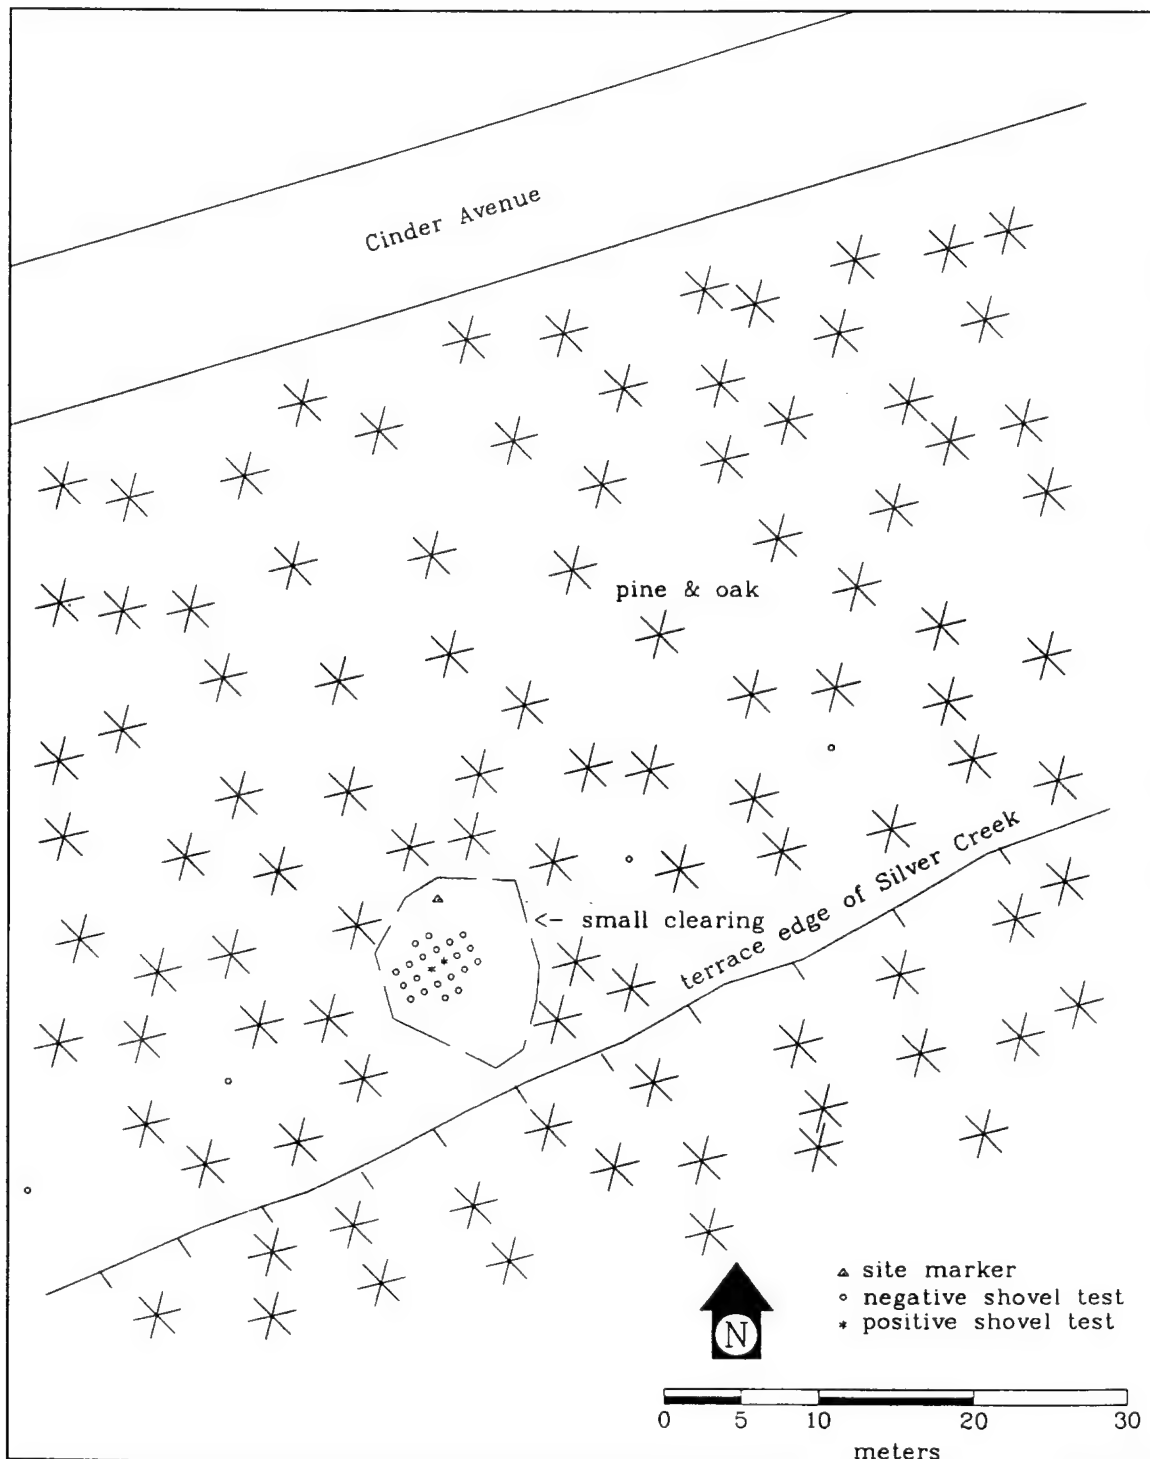 Cinder Avenue
pine & oak
<- small clearing
terrace edge of Silver Creek
site marker
negative shovel test
positive shovel test
N
0 5 10 20 30
meters